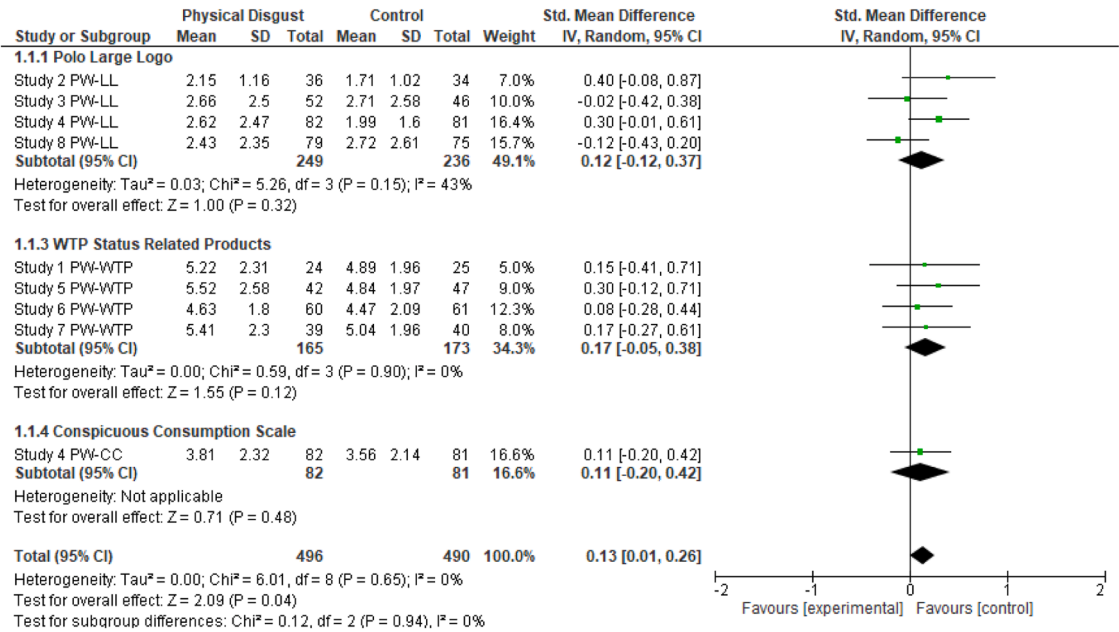 Physical Disgust Control Std. Mean Difference Std. Mean Difference
Study or Subgroup Mean SD Total Mean SD Total Weight IV, Random, 95% CI IV, Random, 95% CI
1.1.1 Polo Large Logo
Study 2 PW-LL 2.15 1.16 36 1.71 1.02 34 7.0% 0.40 [-0.08, 0.87]
Study 3 PW-LL 2.66 2.5 52 2.71 2.58 46 10.0% -0.02 [-0.42, 0.38]
Study 4 PW-LL 2.62 2.47 82 1.99 1.6 81 16.4% 0.30 [-0.01, 0.61]
Study 8 PW-LL 2.43 2.35 79 2.72 2.61 75 15.7% -0.12 [-0.43, 0.20]
Subtotal (95% CI) 249 236 49.1% 0.12 [-0.12, 0.37]
Heterogeneity: Tau² = 0.03; Chi² = 5.26, df = 3 (P = 0.15); I² = 43%
Test for overall effect: Z = 1.00 (P = 0.32)
1.1.3 WTP Status Related Products
Study 1 PW-WTP 5.22 2.31 24 4.89 1.96 25 5.0% 0.15 [-0.41, 0.71]
Study 5 PW-WTP 5.52 2.58 42 4.84 1.97 47 9.0% 0.30 [-0.12, 0.71]
Study 6 PW-WTP 4.63 1.8 60 4.47 2.09 61 12.3% 0.08 [-0.28, 0.44]
Study 7 PW-WTP 5.41 2.3 39 5.04 1.96 40 8.0% 0.17 [-0.27, 0.61]
Subtotal (95% CI) 165 173 34.3% 0.17 [-0.05, 0.38]
Heterogeneity: Tau² = 0.00; Chi² = 0.59, df = 3 (P = 0.90); I² = 0%
Test for overall effect: Z = 1.55 (P = 0.12)
1.1.4 Conspicuous Consumption Scale
Study 4 PW-CC 3.81 2.32 82 3.56 2.14 81 16.6% 0.11 [-0.20, 0.42]
Subtotal (95% CI) 82 81 16.6% 0.11 [-0.20, 0.42]
Heterogeneity: Not applicable
Test for overall effect: Z = 0.71 (P = 0.48)
Total (95% CI) 496 490 100.0% 0.13 [0.01, 0.26]
Heterogeneity: Tau² = 0.00; Chi² = 6.01, df = 8 (P = 0.65); I² = 0%
Test for overall effect: Z = 2.09 (P = 0.04)
Test for subgroup differences: Chi² = 0.12, df = 2 (P = 0.94), I² = 0%
-2 -1 0 1 2
Favours [experimental] Favours [control]